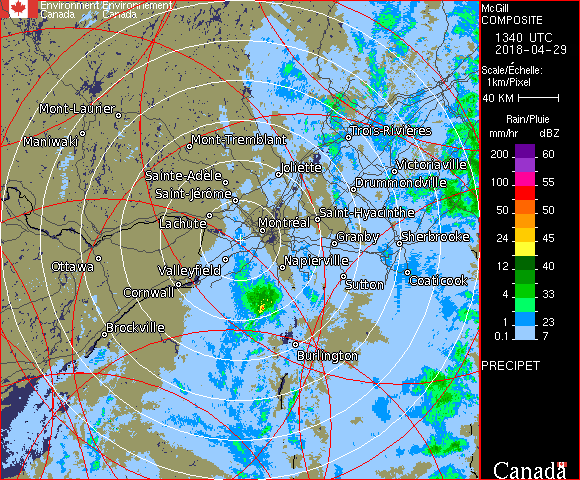 Environment Environnement
Canada Canada
McGill
COMPOSITE
1340 UTC
2018-04-29
Scale/Échelle:
1km/Pixel
40 KM
Rain/Pluie
mm/hr dBZ
200 60
100 55
50 50
24 45
12 40
4 33
1 23
0.1 7
PRECIPET
Canada
Mont-Laurier
Maniwaki
Mont-Tremblant
Trois-Rivières
Joliette
Victoriaville
Sainte-Adèle
Drummondville
Saint-Jérôme
Saint-Hyacinthe
Lachute
Montréal
Granby
Sherbrooke
Ottawa
Valleyfield
Napierville
Sutton
Coaticook
Cornwall
Brockville
Burlington